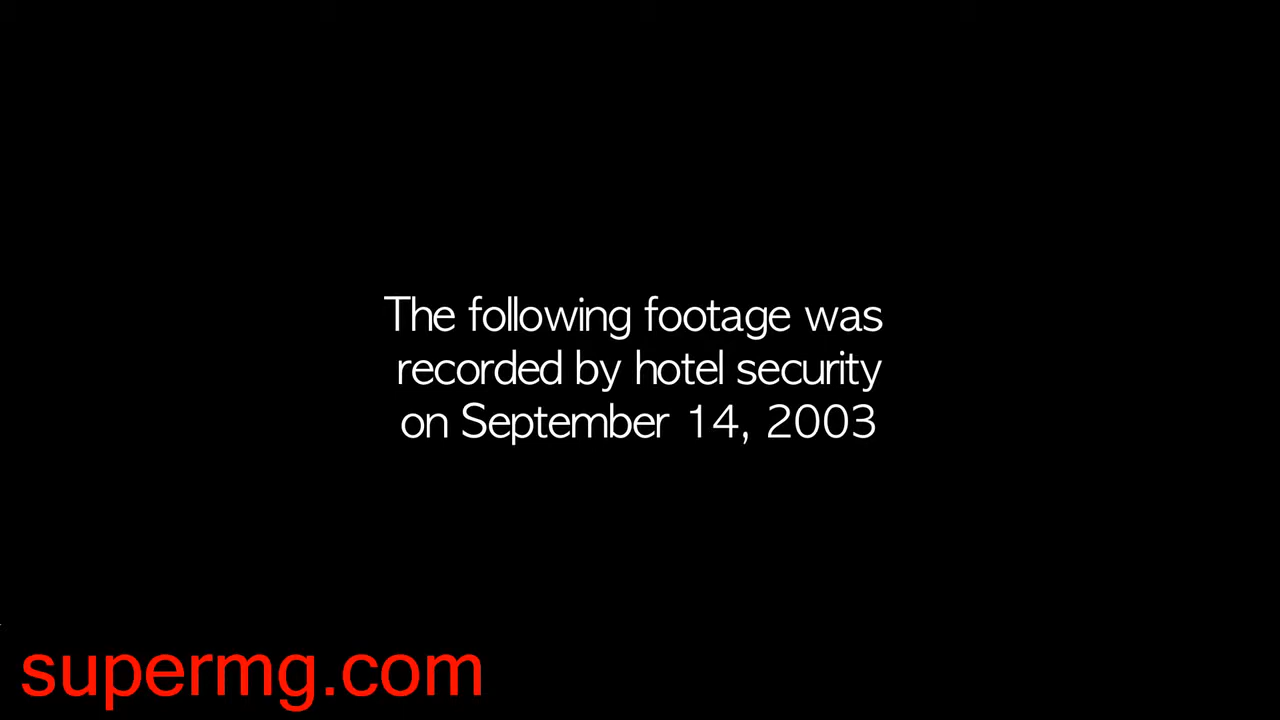 The following footage was
recorded by hotel security
on September 14, 2003
supermg.com